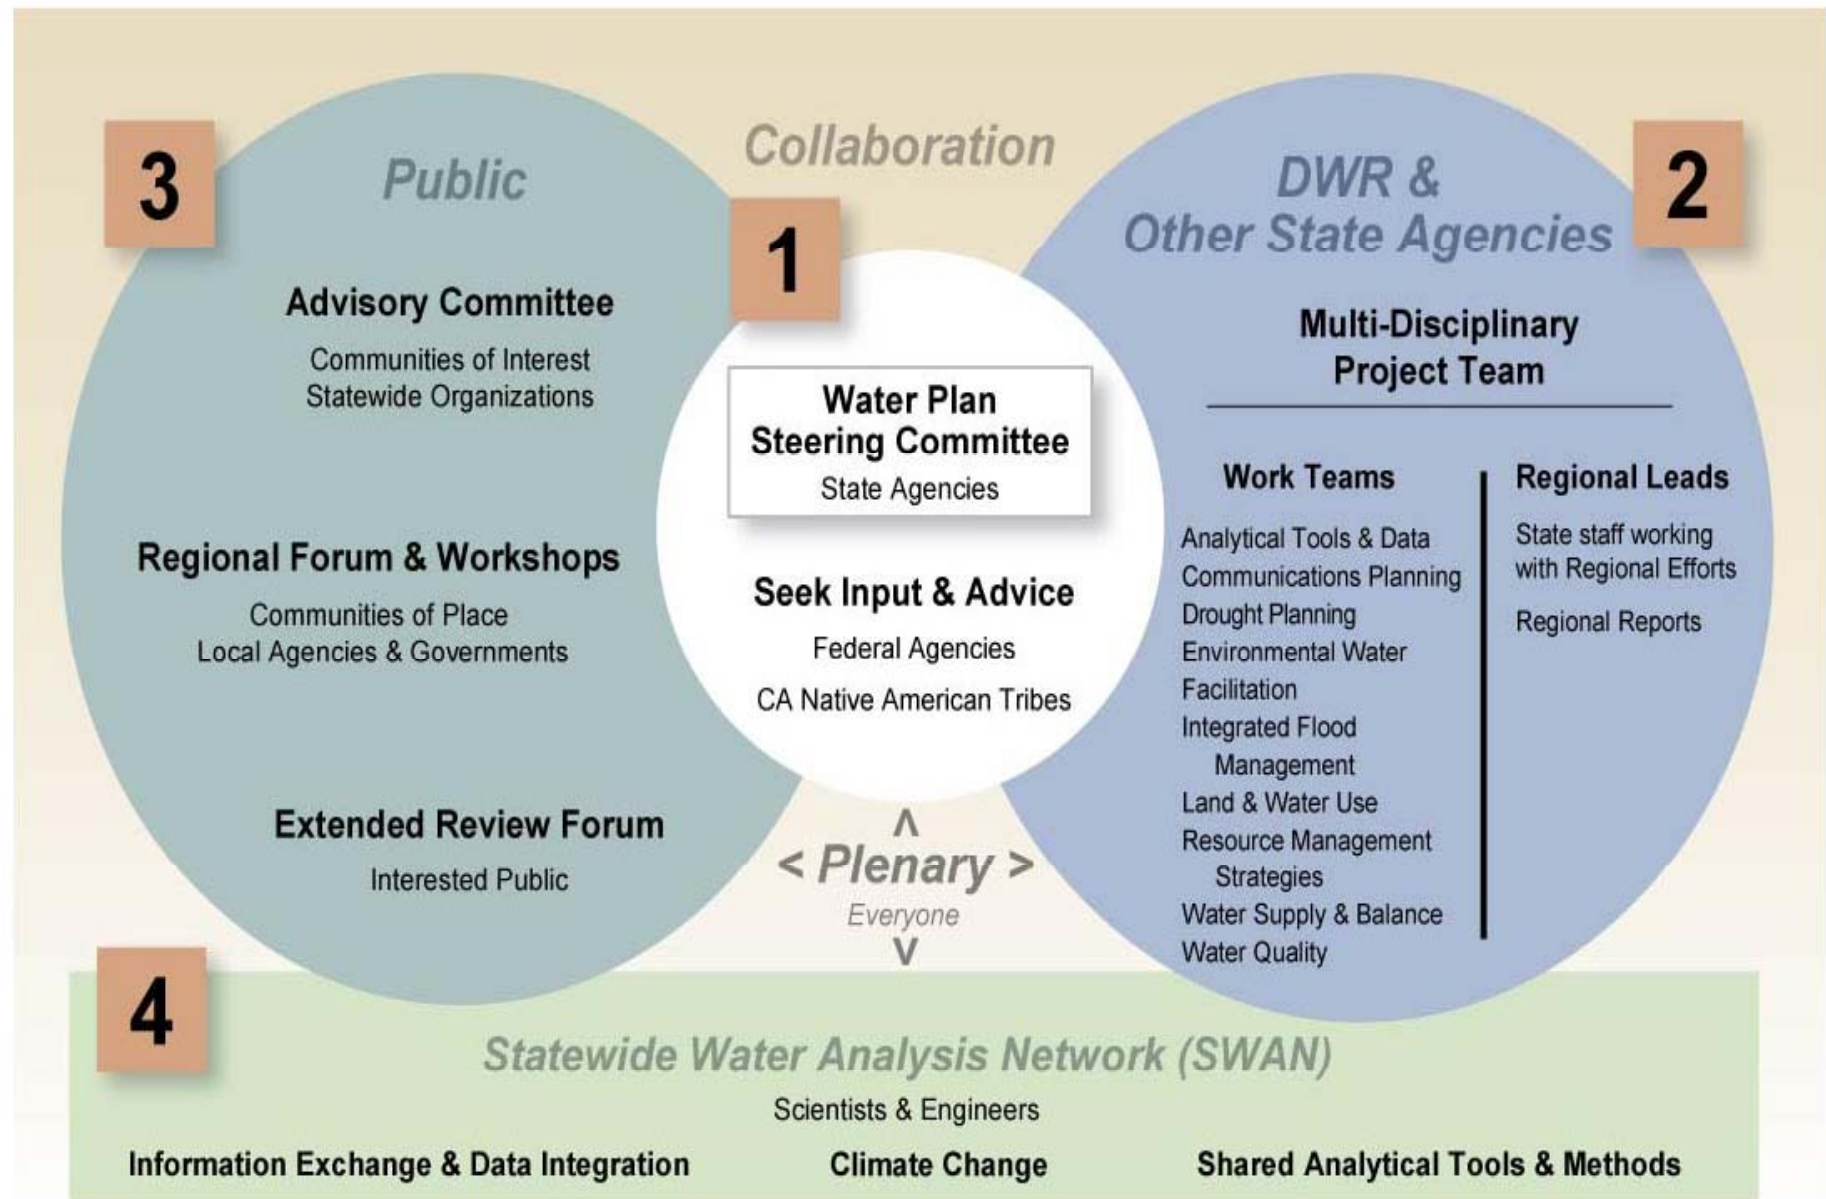 Collaboration
3
Public
Advisory Committee
Communities of Interest
Statewide Organizations
Regional Forum & Workshops
Communities of Place
Local Agencies & Governments
Extended Review Forum
Interested Public
1
Water Plan
Steering Committee
State Agencies
Seek Input & Advice
Federal Agencies
CA Native American Tribes
2
DWR &
Other State Agencies
Multi-Disciplinary
Project Team
Work Teams
Analytical Tools & Data
Communications Planning
Drought Planning
Environmental Water
Facilitation
Integrated Flood
Management
Land & Water Use
Resource Management
Strategies
Water Supply & Balance
Water Quality
Regional Leads
State staff working
with Regional Efforts
Regional Reports
< Plenary >
Everyone
4
Statewide Water Analysis Network (SWAN)
Scientists & Engineers
Information Exchange & Data Integration
Climate Change
Shared Analytical Tools & Methods